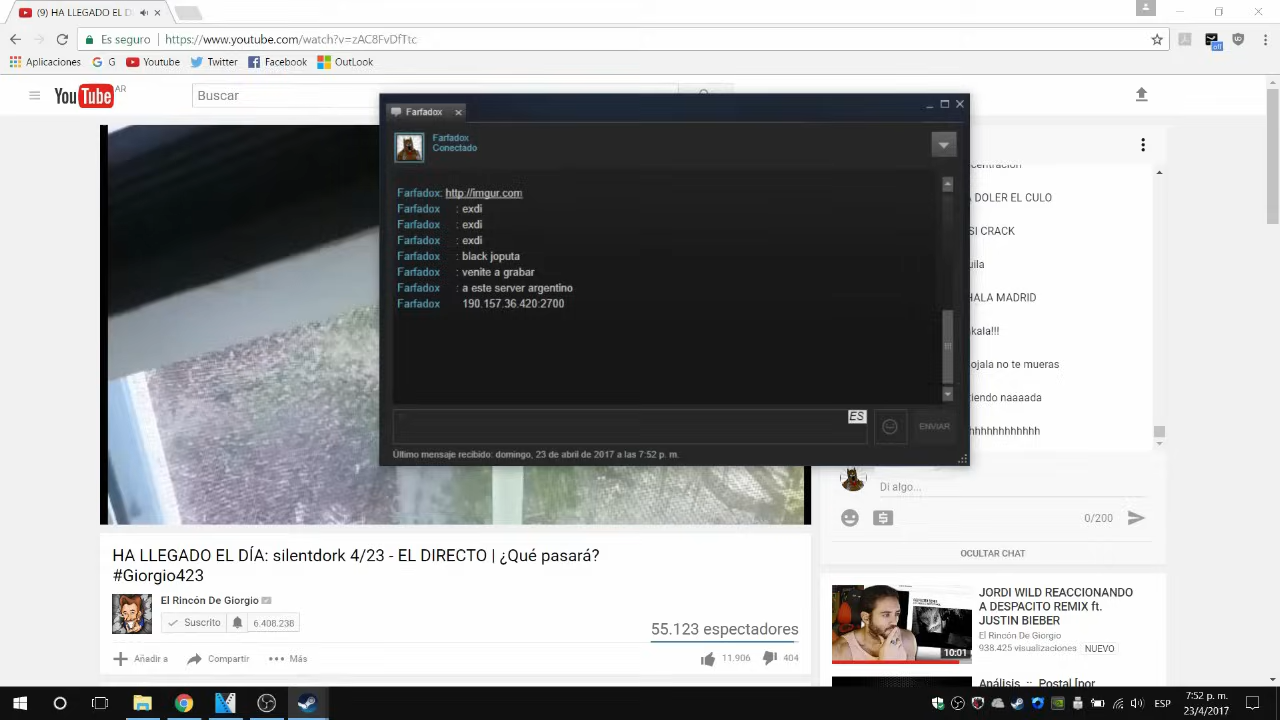 (9) HA LLEGADO EL D
Es seguro
https://www.youtube.com/watch?v=zAC8FvDfTtc
Aplicaciones
G
Youtube
Twitter
Facebook
OutLook
off
YouTube AR
Buscar
Farfadox
Farfadox
Conectado
Farfadox: http://imgur.com
Farfadox : exdi
Farfadox : exdi
Farfadox : exdi
Farfadox : black joputa
Farfadox : venite a grabar
Farfadox : a este server argentino
Farfadox 190.157.36.420:2700
ES
ENVIAR
Último mensaje recibido: domingo, 23 de abril de 2017 a las 7:52 p. m.
DOLER EL CULO
SI CRACK
HALA MADRID
ojala no te mueras
Di algo...
0/200
OCULTAR CHAT
HA LLEGADO EL DÍA: silentdork 4/23 - EL DIRECTO | ¿Qué pasará?
#Giorgio423
El Rincón De Giorgio
Suscrito
6.408.238
55.123 espectadores
Añadir a
Compartir
Más
11.906
404
JORDI WILD REACCIONANDO
A DESPACITO REMIX ft.
JUSTIN BIEBER
El Rincón De Giorgio
938.425 visualizaciones
NUEVO
10:01
Análisis :: Postal [por
ESP
7:52 p. m.
23/4/2017